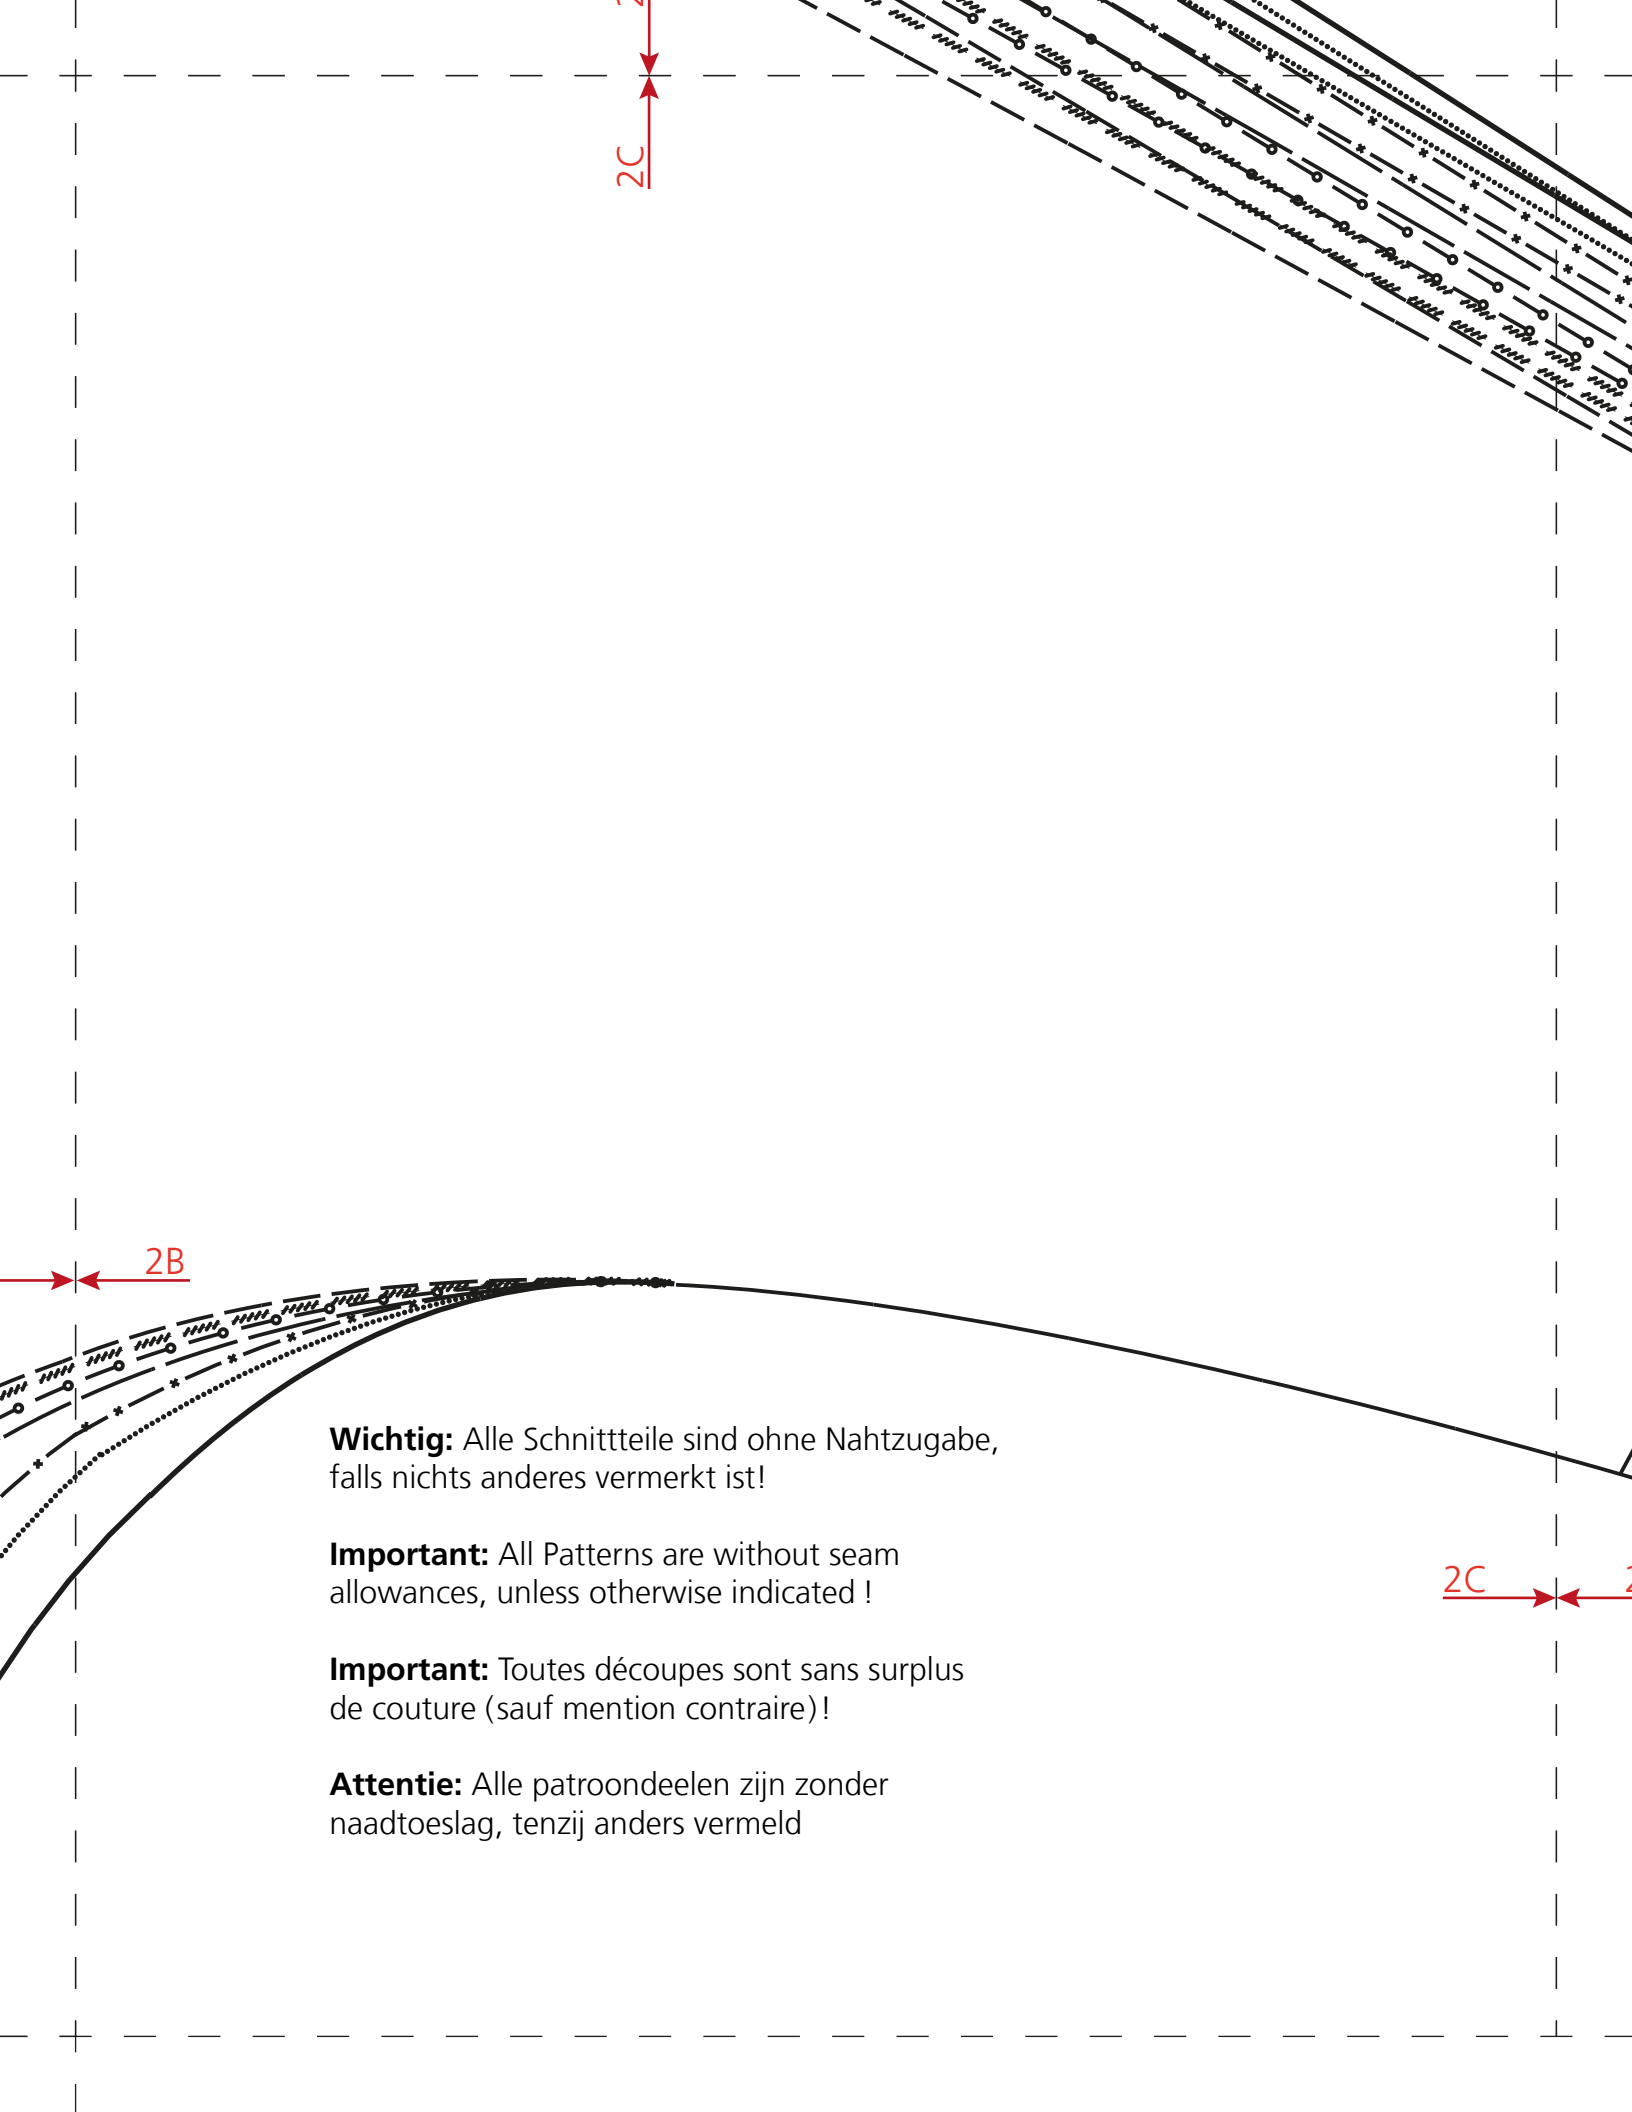 2C
2B
Wichtig: Alle Schnittteile sind ohne Nahtzugabe,
falls nichts anderes vermerkt ist!
Important: All Patterns are without seam
allowances, unless otherwise indicated !
2C
Important: Toutes découpes sont sans surplus
de couture (sauf mention contraire)!
Attentie: Alle patroondeelen zijn zonder
naadtoeslag, tenzij anders vermeld